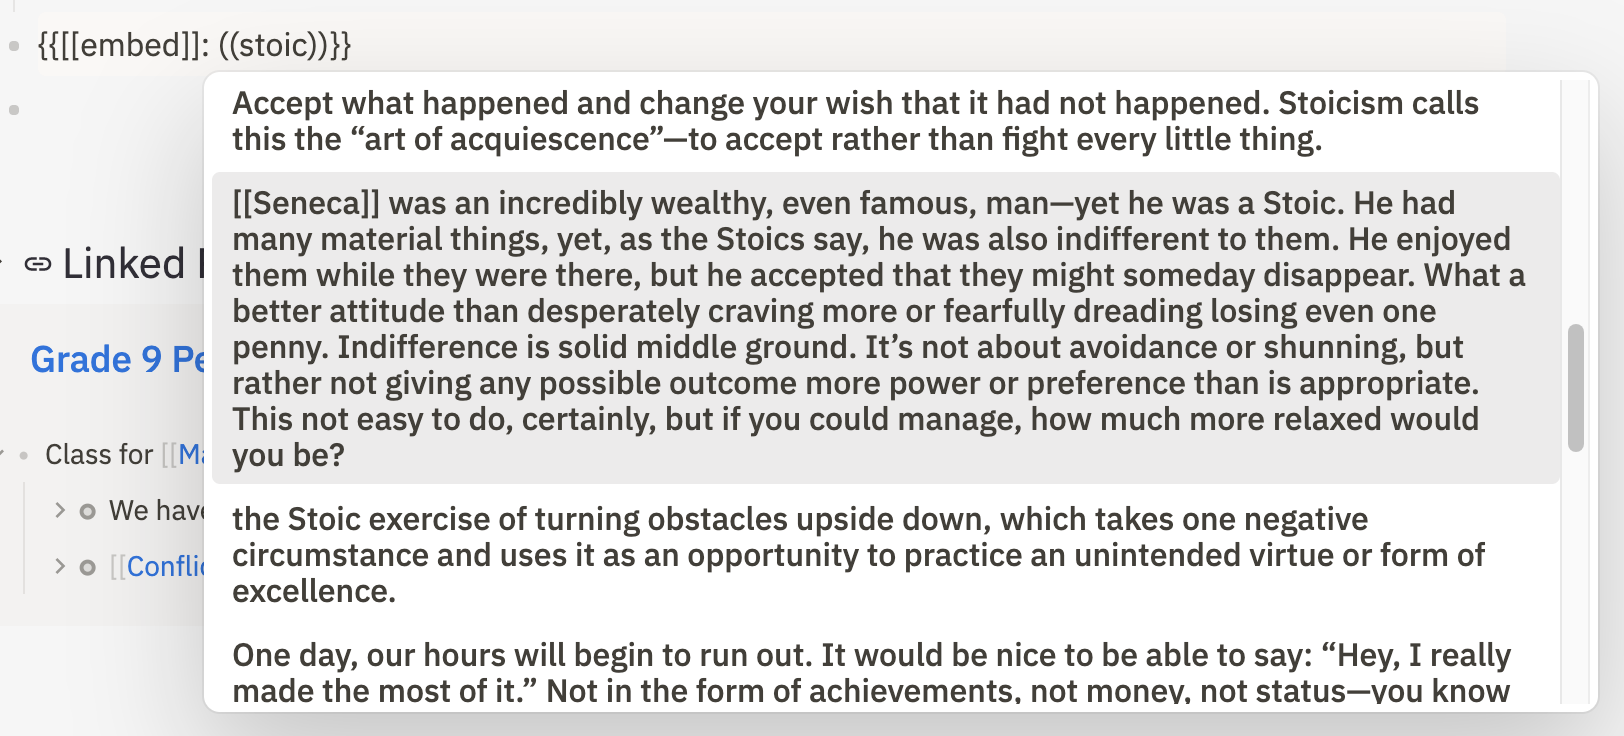 {{[[embed]]: ((stoic))}}
Accept what happened and change your wish that it had not happened. Stoicism calls
this the “art of acquiescence”—to accept rather than fight every little thing.
[[Seneca]] was an incredibly wealthy, even famous, man—yet he was a Stoic. He had
many material things, yet, as the Stoics say, he was also indifferent to them. He enjoyed
them while they were there, but he accepted that they might someday disappear. What a
better attitude than desperately craving more or fearfully dreading losing even one
penny. Indifference is solid middle ground. It’s not about avoidance or shunning, but
rather not giving any possible outcome more power or preference than is appropriate.
This not easy to do, certainly, but if you could manage, how much more relaxed would
you be?
the Stoic exercise of turning obstacles upside down, which takes one negative
circumstance and uses it as an opportunity to practice an unintended virtue or form of
excellence.
One day, our hours will begin to run out. It would be nice to be able to say: “Hey, I really
made the most of it.” Not in the form of achievements, not money, not status—you know
Linked
Grade 9
Class for [[
We have
[[